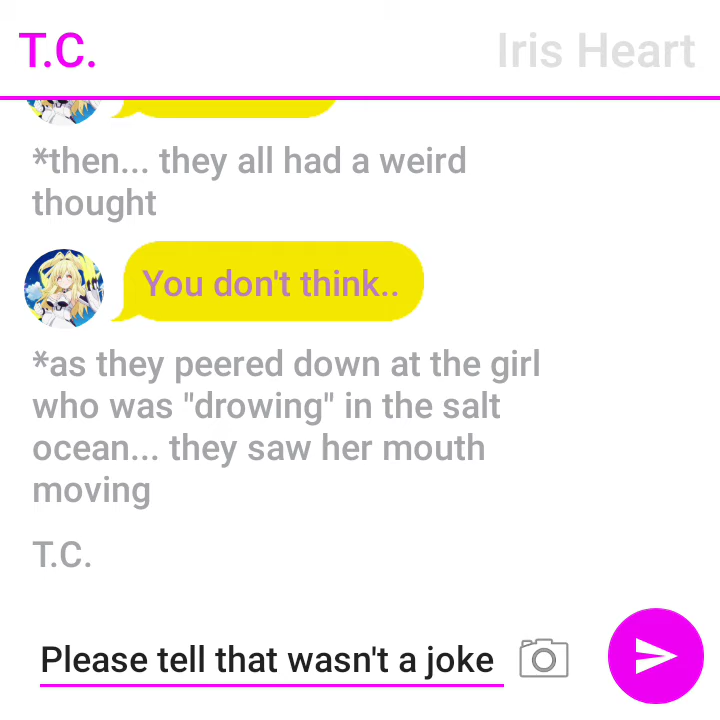 T.C.
Iris Heart
*then... they all had a weird
thought
You don't think..
*as they peered down at the girl
who was "drowing" in the salt
ocean... they saw her mouth
moving
T.C.
Please tell that wasn't a joke